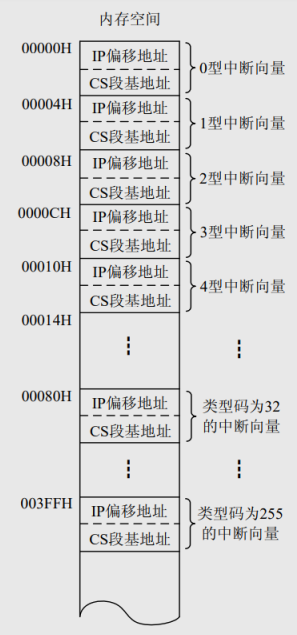 内存空间
00000H
IP偏移地址
CS段基地址
0型中断向量
00004H
IP偏移地址
CS段基地址
1型中断向量
00008H
IP偏移地址
CS段基地址
2型中断向量
0000CH
IP偏移地址
CS段基地址
3型中断向量
00010H
IP偏移地址
CS段基地址
4型中断向量
00014H
00080H
IP偏移地址
CS段基地址
类型码为32
的中断向量
003FFH
IP偏移地址
CS段基地址
类型码为255
的中断向量